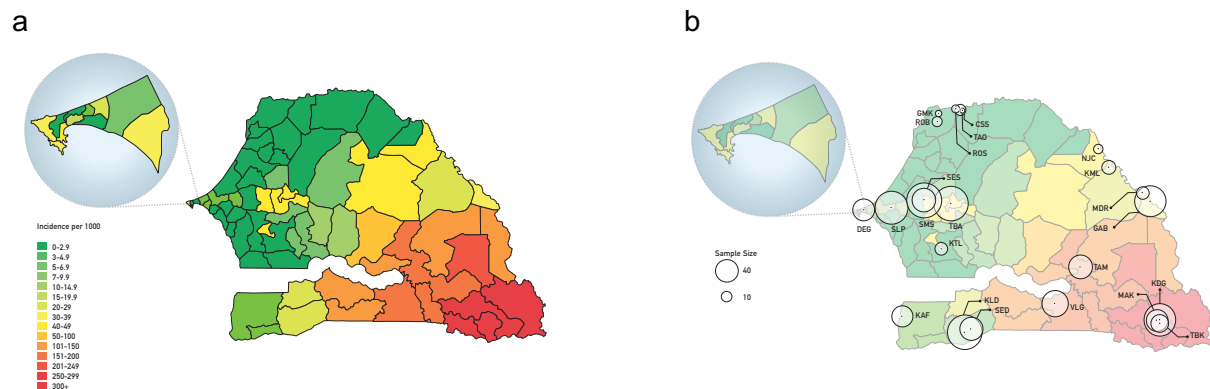 a
b
Incidence per 1000
0-2.9
3-4.9
5-6.9
7-9.9
10-14.9
15-19.9
20-29
30-39
40-49
50-100
101-150
151-200
201-249
250-299
300+
GMK
ROB
CSS
TAO
ROS
NJC
KML
SES
MDR
GAB
DEG
SLP
SMS
TBA
KTL
Sample Size
40
10
TAM
KDG
MAK
KLD
SED
VLG
KAF
TBK